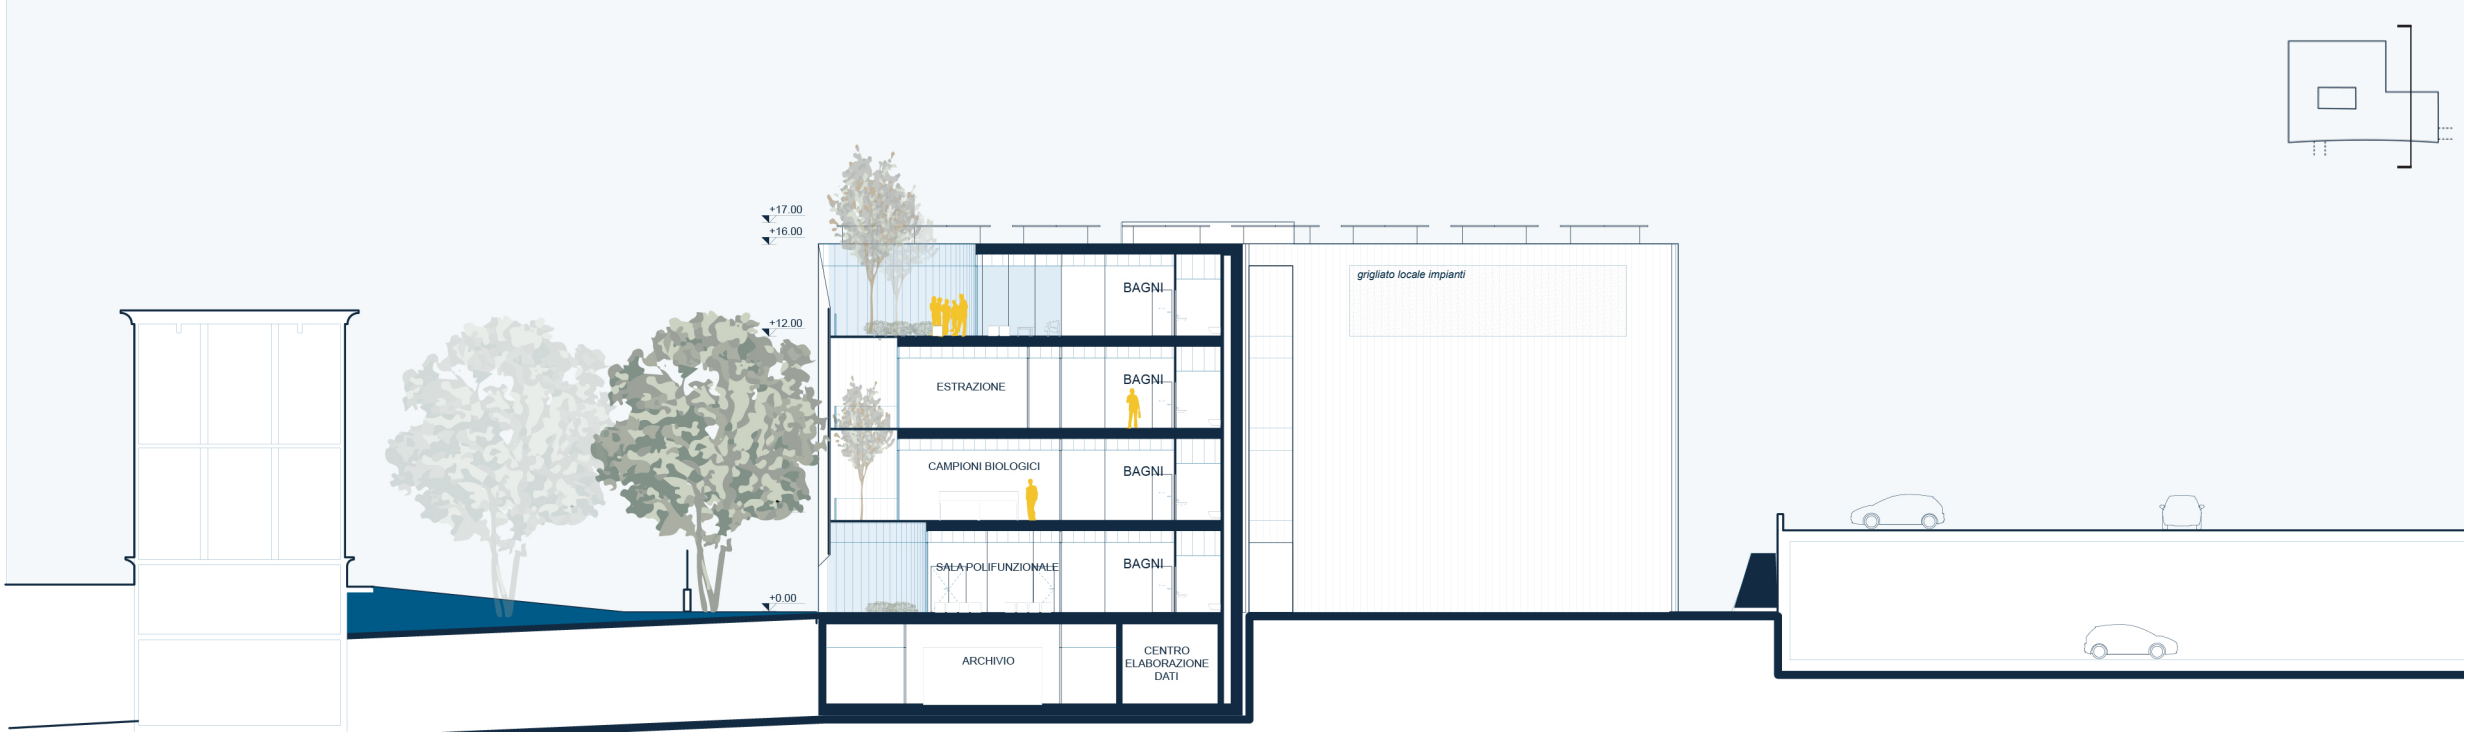 +17.00
+16.00
grigliato locale impianti
BAGNI
+12.00
ESTRAZIONE
BAGNI
CAMPIONI BIOLOGICI
BAGNI
SALA POLIFUNZIONALE
BAGNI
+0.00
ARCHIVIO
CENTRO
ELABORAZIONE
DATI